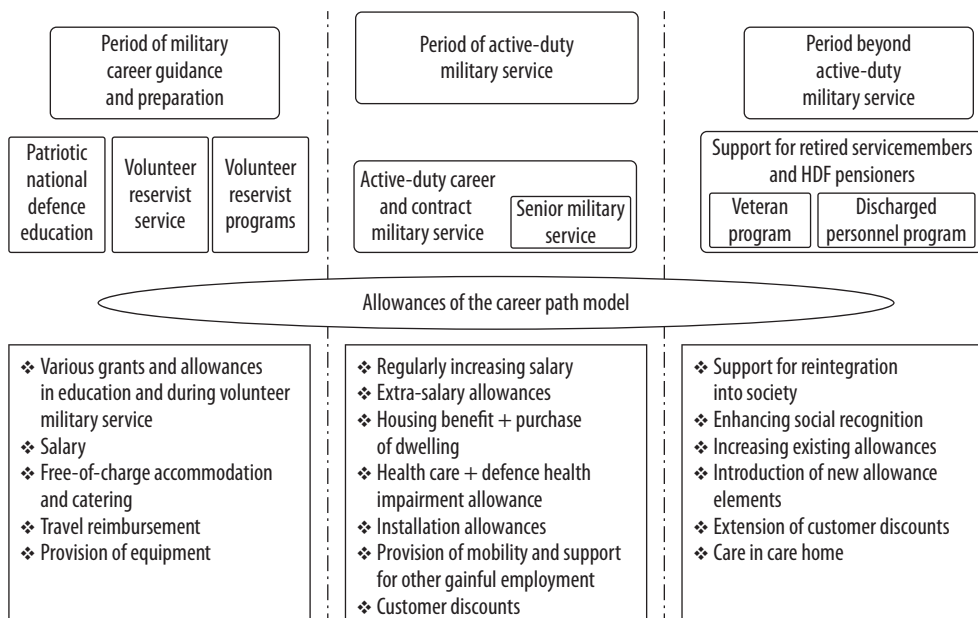 Period of military
career guidance
and preparation
Period of active-duty
military service
Period beyond
active-duty
military service
Patriotic
national
defence
education
Volunteer
reservist
service
Volunteer
reservist
programs
Active-duty career
and contract
military service
Senior military
service
Support for retired servicemembers
and HDF pensioners
Veteran
program
Discharged
personnel program
Allowances of the career path model
❖ Various grants and allowances
in education and during volunteer
military service
❖ Salary
❖ Free-of-charge accommodation
and catering
❖ Travel reimbursement
❖ Provision of equipment
❖ Regularly increasing salary
❖ Extra-salary allowances
❖ Housing benefit + purchase
of dwelling
❖ Health care + defence health
impairment allowance
❖ Installation allowances
❖ Provision of mobility and support
for other gainful employment
❖ Customer discounts
❖ Support for reintegration
into society
❖ Enhancing social recognition
❖ Increasing existing allowances
❖ Introduction of new allowance
elements
❖ Extension of customer discounts
❖ Care in care home